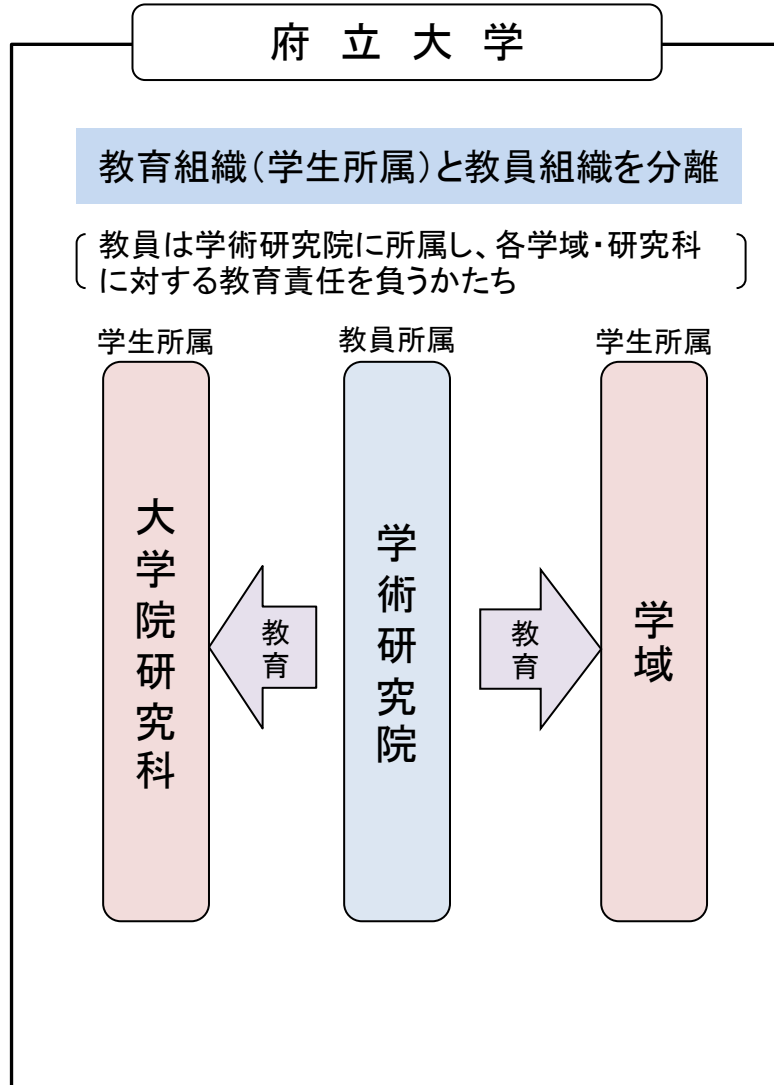 府立大学
教育組織(学生所属)と教員組織を分離
教員は学術研究院に所属し、各学域・研究科
に対する教育責任を負うかたち
学生所属
教員所属
学生所属
大学院研究科
教育
学術研究院
教育
学域